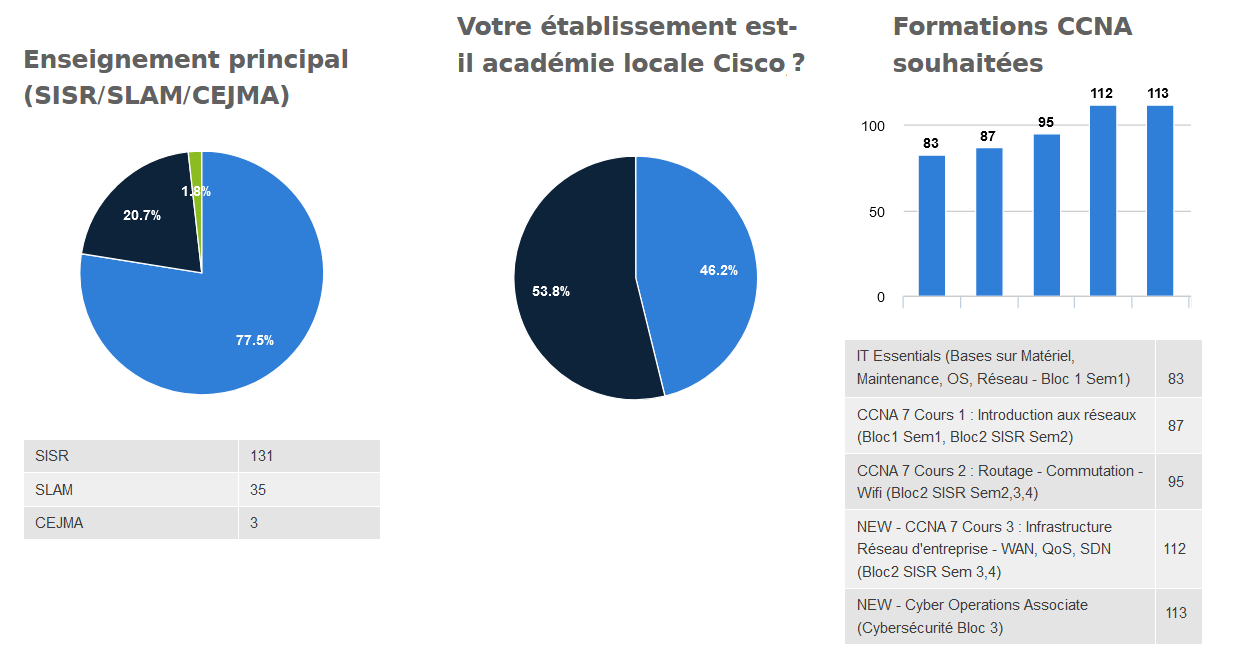 Enseignement principal
(SISR/SLAM/CEJMA)
1.8%
20.7%
77.5%
SISR 131
SLAM 35
CEJMA 3
Votre établissement est-
il académie locale Cisco ?
46.2%
53.8%
Formations CCNA
souhaitées
112 113
100
95
87
83
50
0
IT Essentials (Bases sur Matériel,
Maintenance, OS, Réseau - Bloc 1 Sem1) 83
CCNA 7 Cours 1 : Introduction aux réseaux
(Bloc1 Sem1, Bloc2 SISR Sem2) 87
CCNA 7 Cours 2 : Routage - Commutation -
Wifi (Bloc2 SISR Sem2,3,4) 95
NEW - CCNA 7 Cours 3 : Infrastructure
Réseau d'entreprise - WAN, QoS, SDN 112
(Bloc2 SISR Sem 3,4)
NEW - Cyber Operations Associate
(Cybersécurité Bloc 3) 113